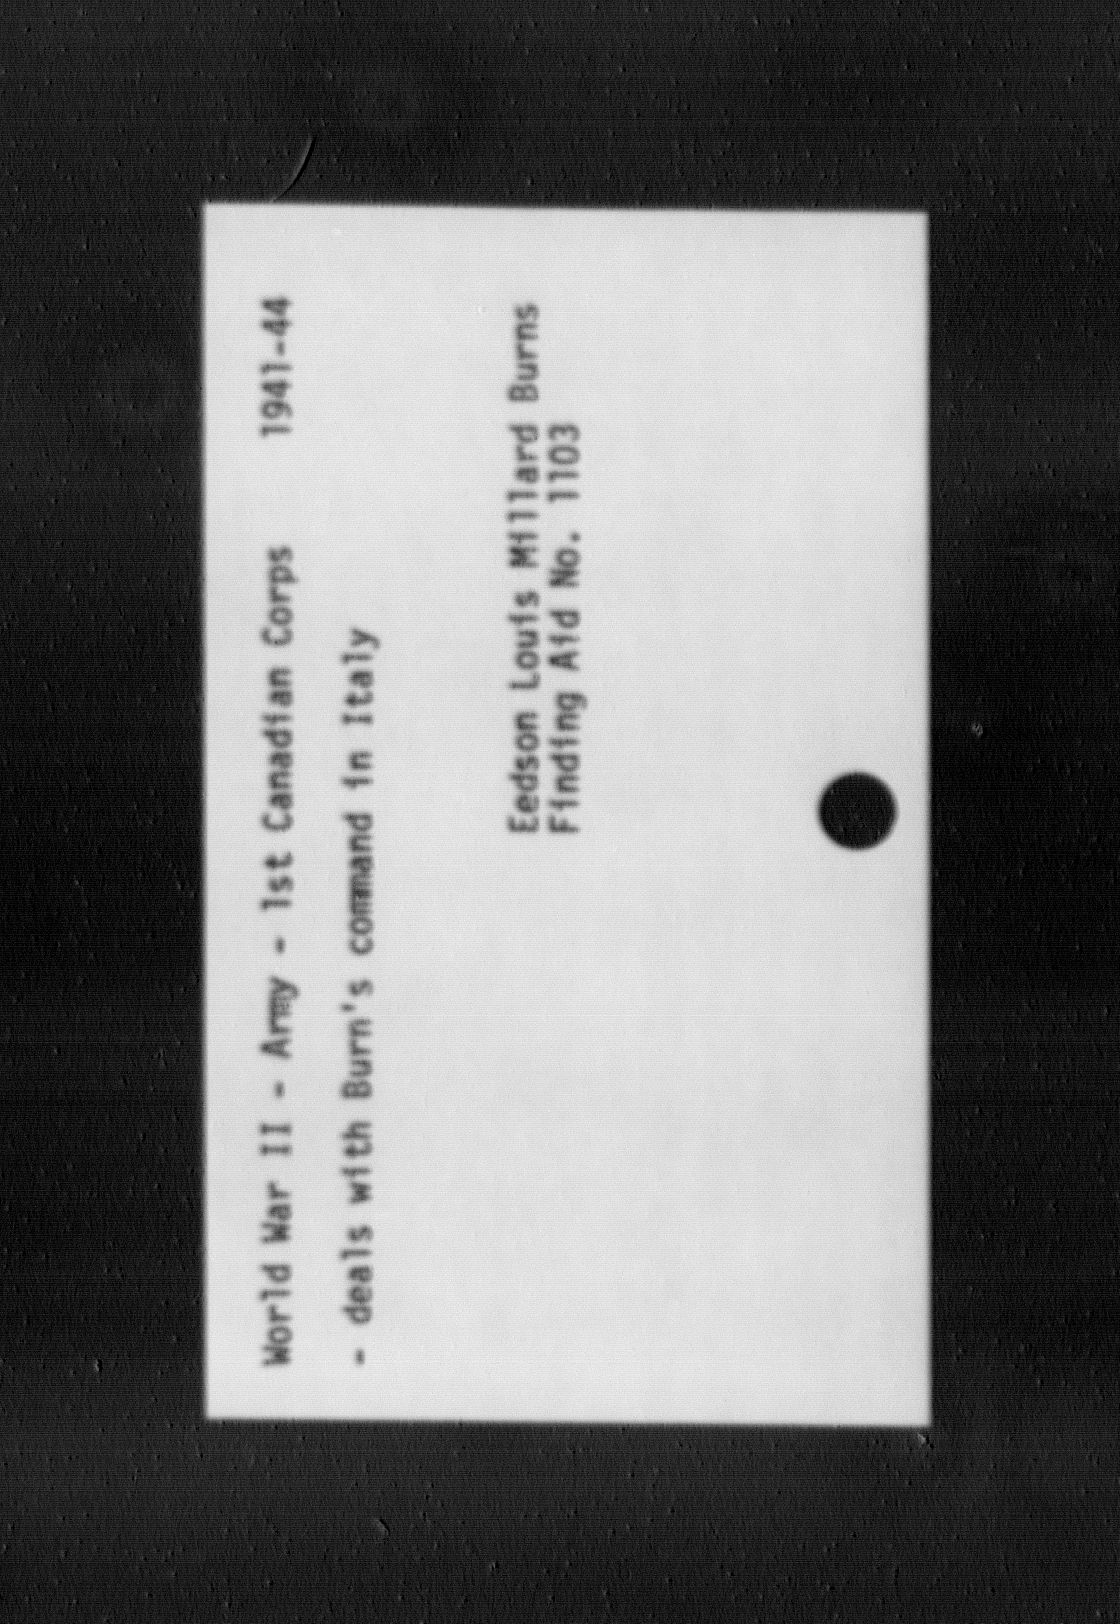 World War II - Army - 1st Canadian Corps 1941-44
- deals with Burn's command in Italy
Eedson Louis Millard Burns
Finding Aid No. 1103